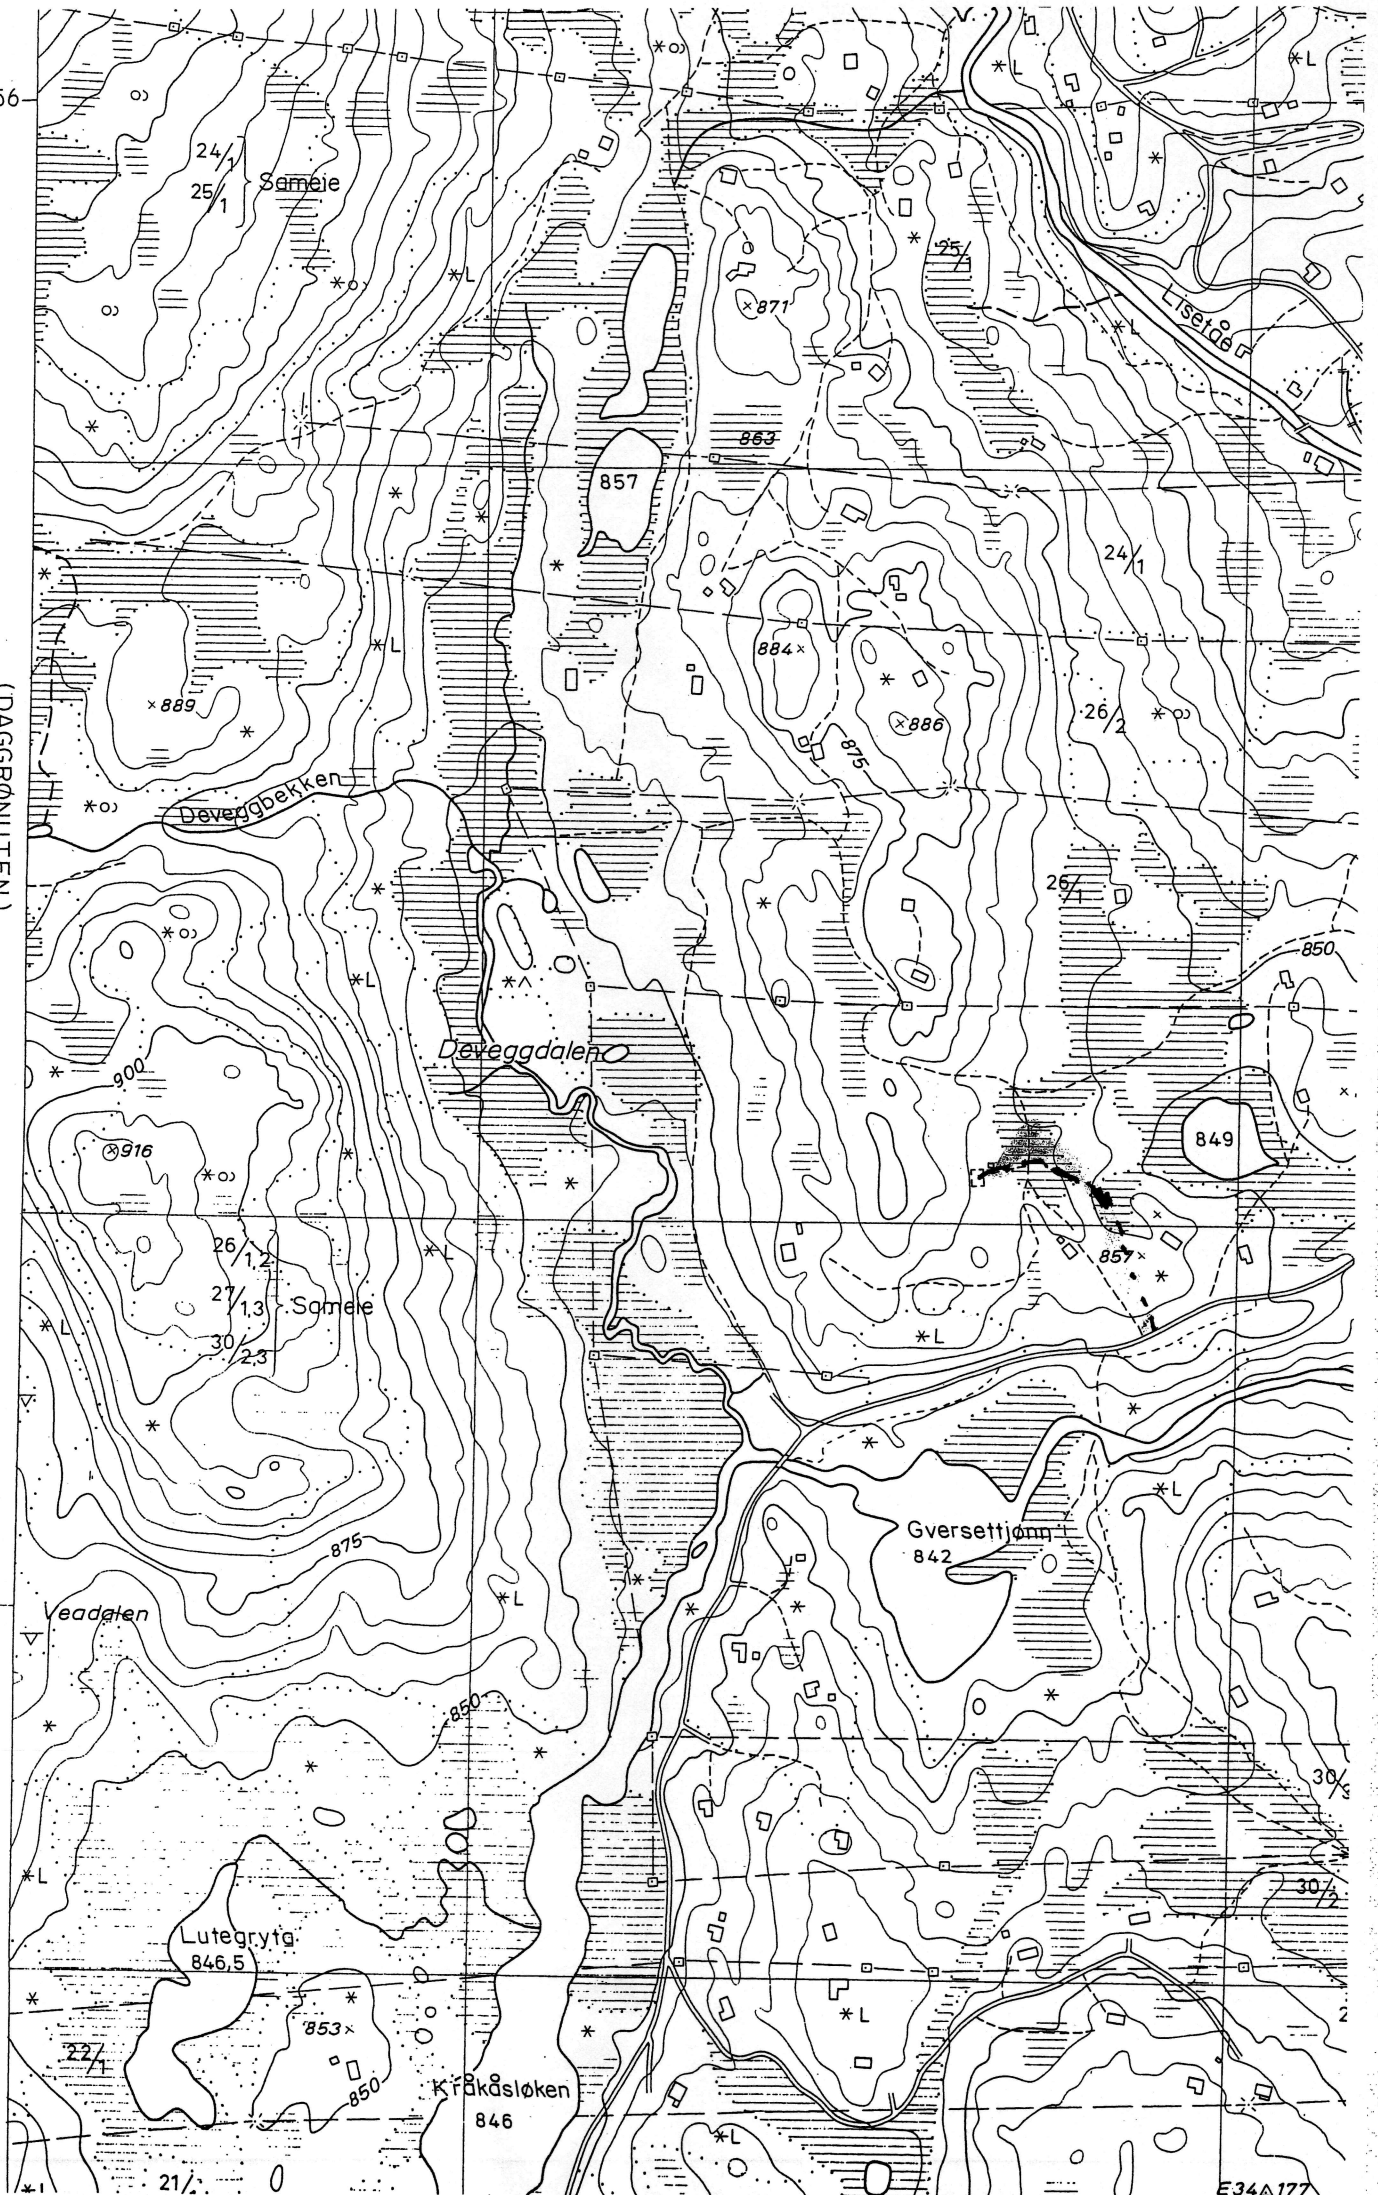 56
24/1
25/1
Sameie
L
871
25/
L
L
Lisetåe
L
863
857
24/1
L
884
889
886
875
26/2
Deveggbekken
26/1
L
850
(DAGGRØNUTEN)
Deveggdalen
900
849
916
26/1,2
L
857
27/1,3
Sameie
L
30/2,3
L
L
Gversettjønn
842
875
L
Veadalen
850
30/3
L
30/2
Lutegryta
846,5
853
L
22/1
850
Kråkåsløken
846
L
21/
L
E34 177